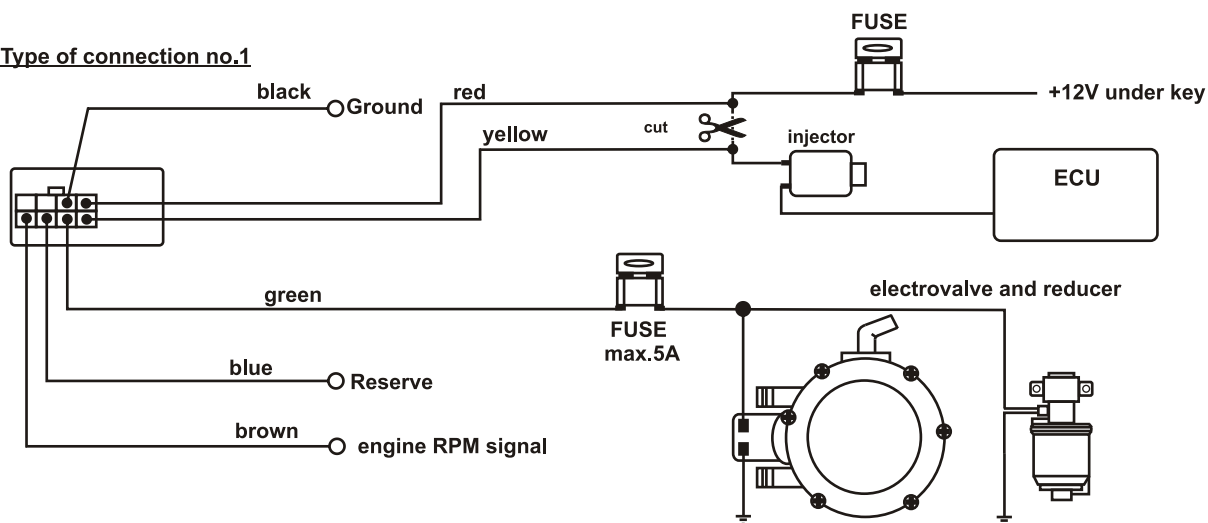 FUSE
Type of connection no.1
black
Ground
red
+12V under key
cut
yellow
injector
ECU
green
electrovalve and reducer
FUSE
max.5A
blue
Reserve
brown
engine RPM signal